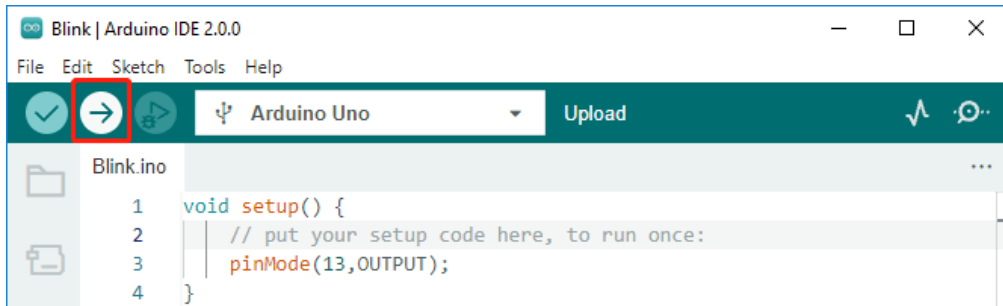 Blink | Arduino IDE 2.0.0
File Edit Sketch Tools Help
Arduino Uno Upload
Blink.ino
1 void setup() {
2 // put your setup code here, to run once:
3 pinMode(13,OUTPUT);
4 }